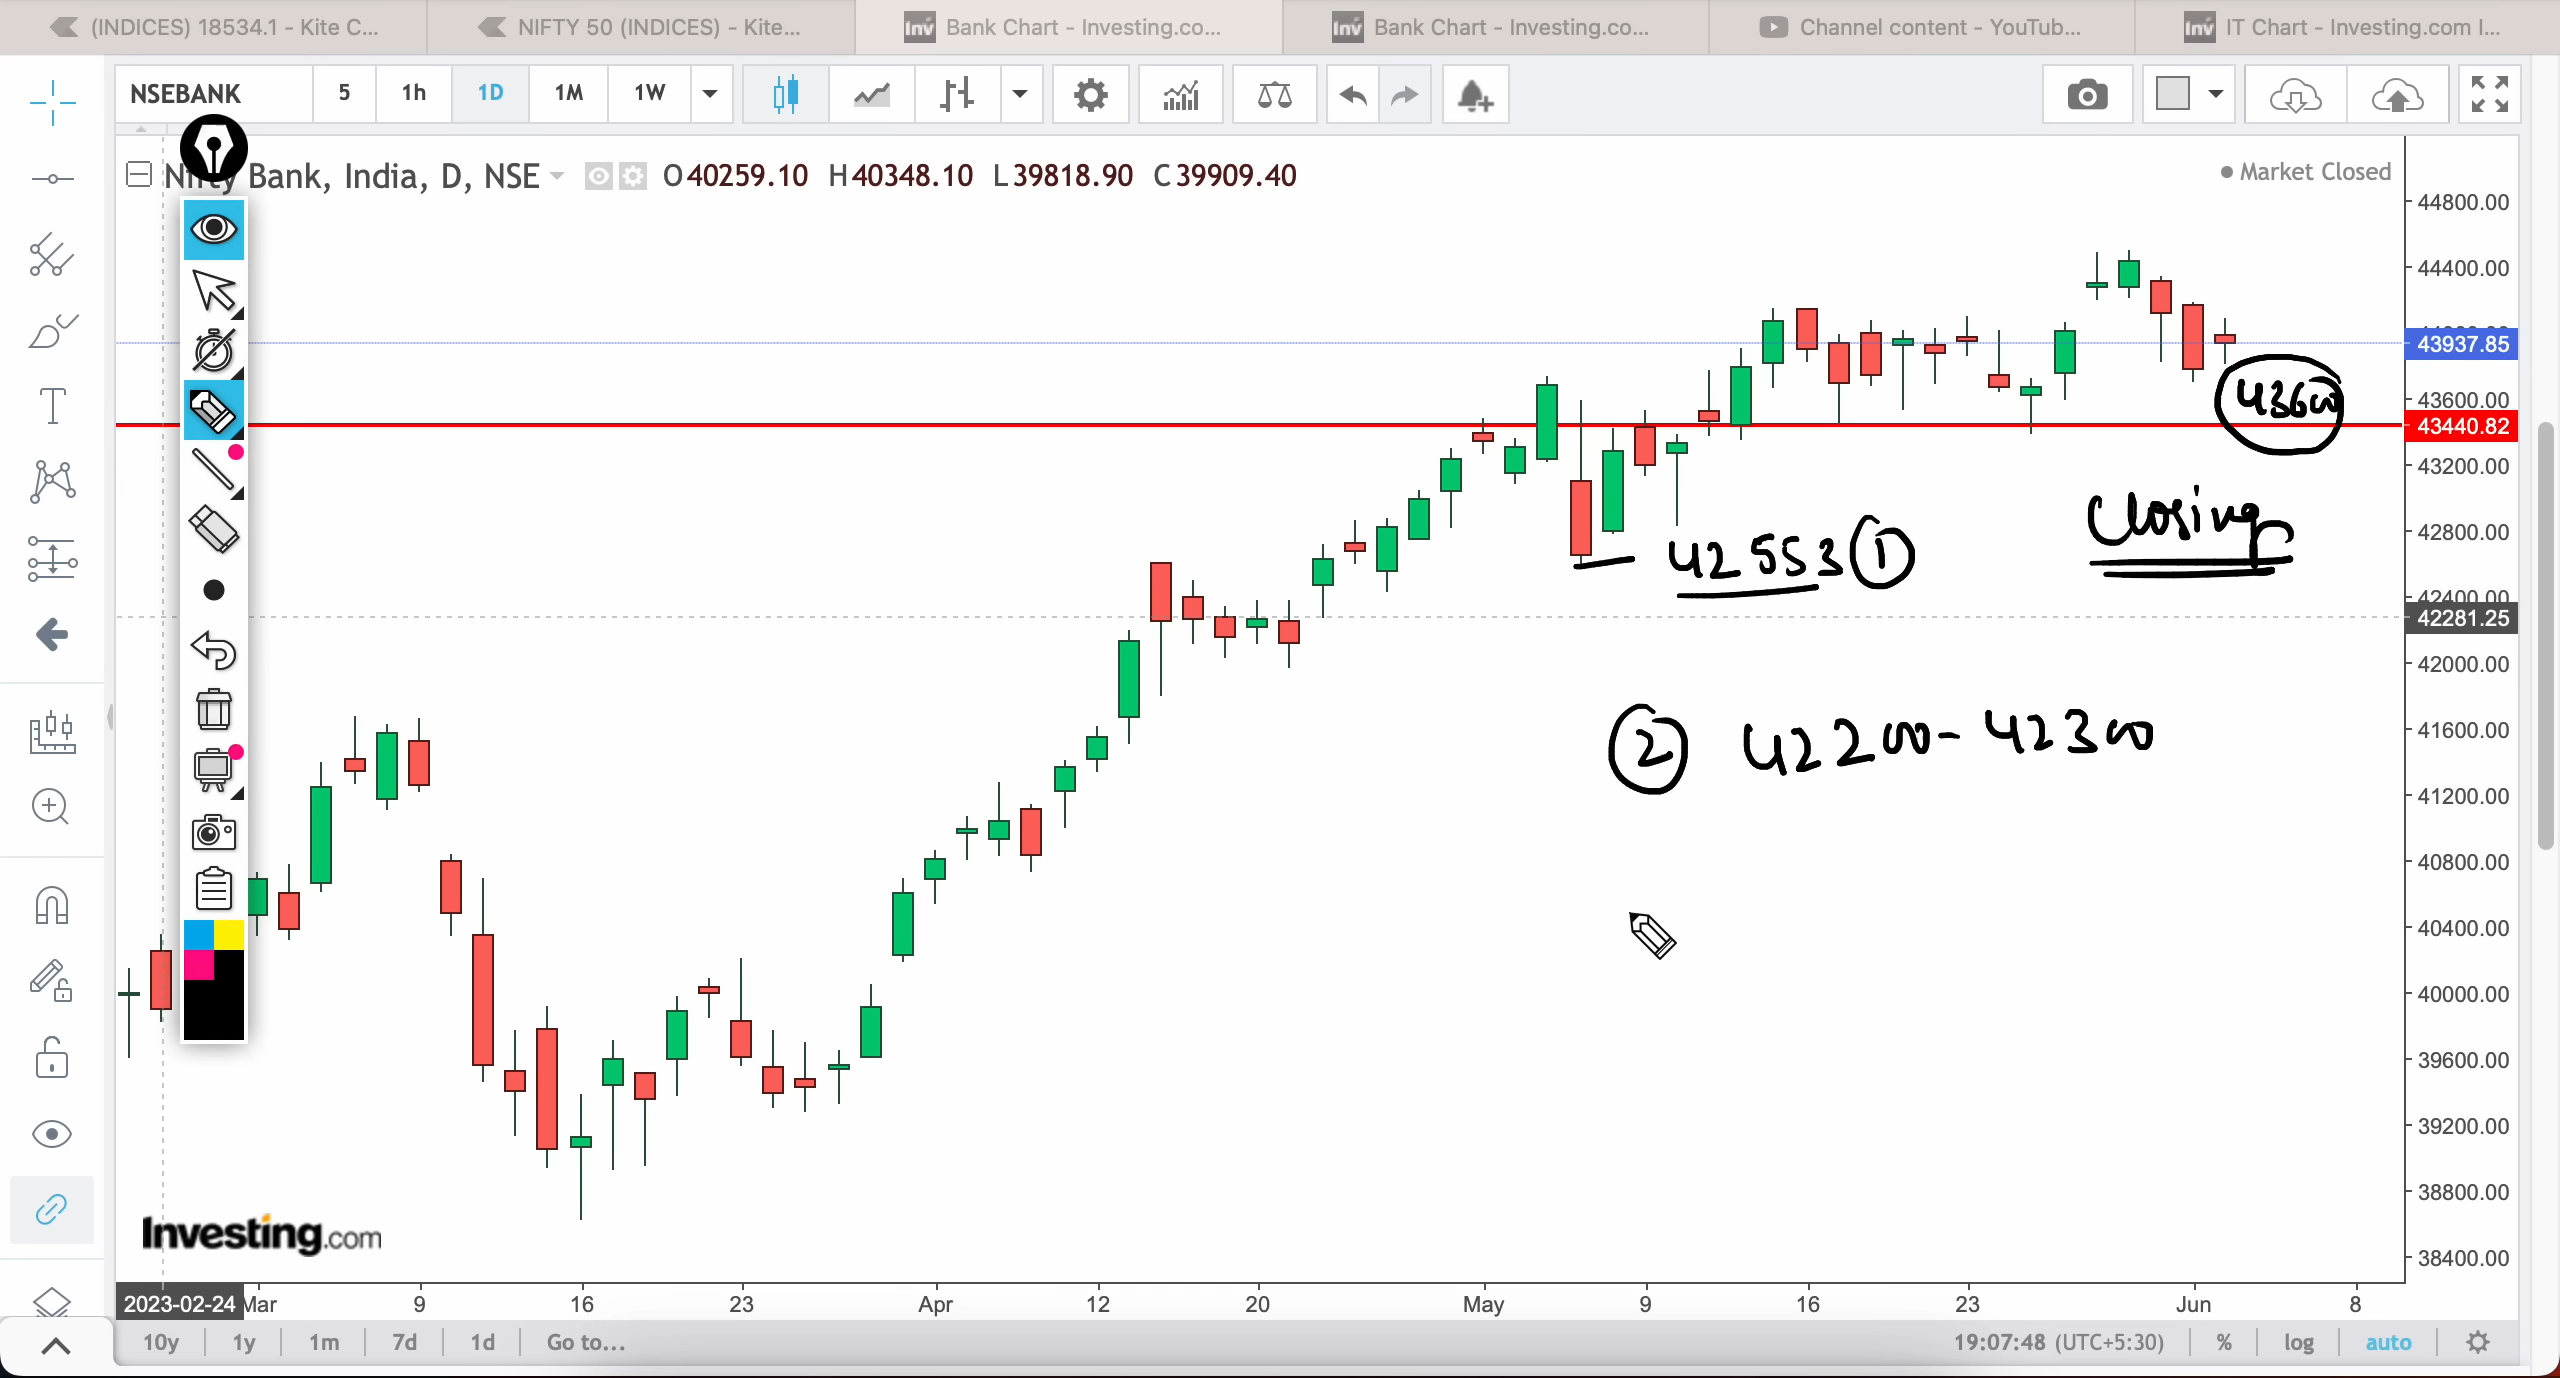 (INDICES) 18534.1 - Kite C...
NIFTY 50 (INDICES) - Kite...
Bank Chart - Investing.co...
Bank Chart - Investing.co...
Channel content - YouTub...
IT Chart - Investing.com I...
NSEBANK
5
1h
1D
1M
1W
Nifty Bank, India, D, NSE
O40259.10 H40348.10 L39818.90 C39909.40
Market Closed
44800.00
44400.00
43937.85
43600.00
43440.82
43200.00
42800.00
42400.00
42281.25
42000.00
41600.00
41200.00
40800.00
40400.00
40000.00
39600.00
39200.00
38800.00
38400.00
43600
Closing
42553 1
2 42200-42300
Investing.com
2023-02-24 Mar 9 16 23 Apr 12 20 May 9 16 23 Jun 8
10y 1y 1m 7d 1d Go to...
19:07:48 (UTC+5:30) % log auto